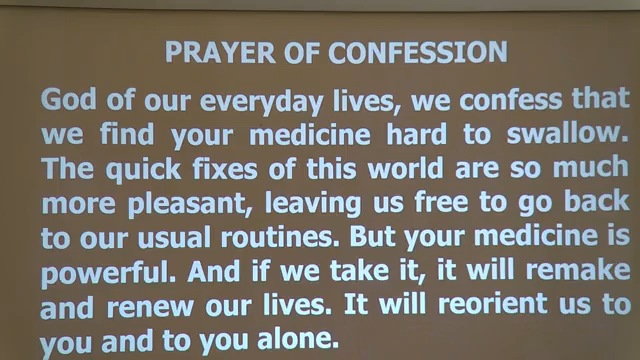 PRAYER OF CONFESSION
God of our everyday lives, we confess that
we find your medicine hard to swallow.
The quick fixes of this world are so much
more pleasant, leaving us free to go back
to our usual routines. But your medicine is
powerful. And if we take it, it will remake
and renew our lives. It will reorient us to
you and to you alone.